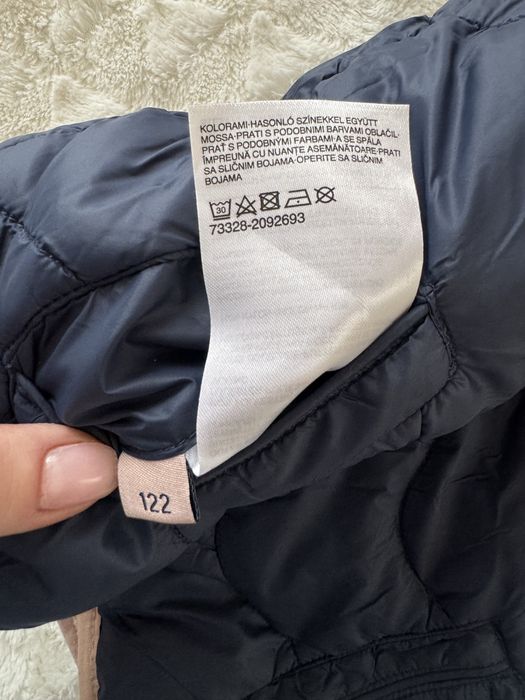 KOLORAMI-HASONLÓ SZÍNEKKEL EGYÜTT
MOSSA-PRATI S PODOBNIMI BARVAMI OBLAČIL-
PRAŤ S PODOBNÝMI FARBAMI-A SE SPĂLA
ÎMPREUNĂ CU NUANȚE ASEMĂNĂTOARE-PRATI
SA SLIČNIM BOJAMA-OPERITE SA SLIČNIM
BOJAMA
30
73328-2092693
122